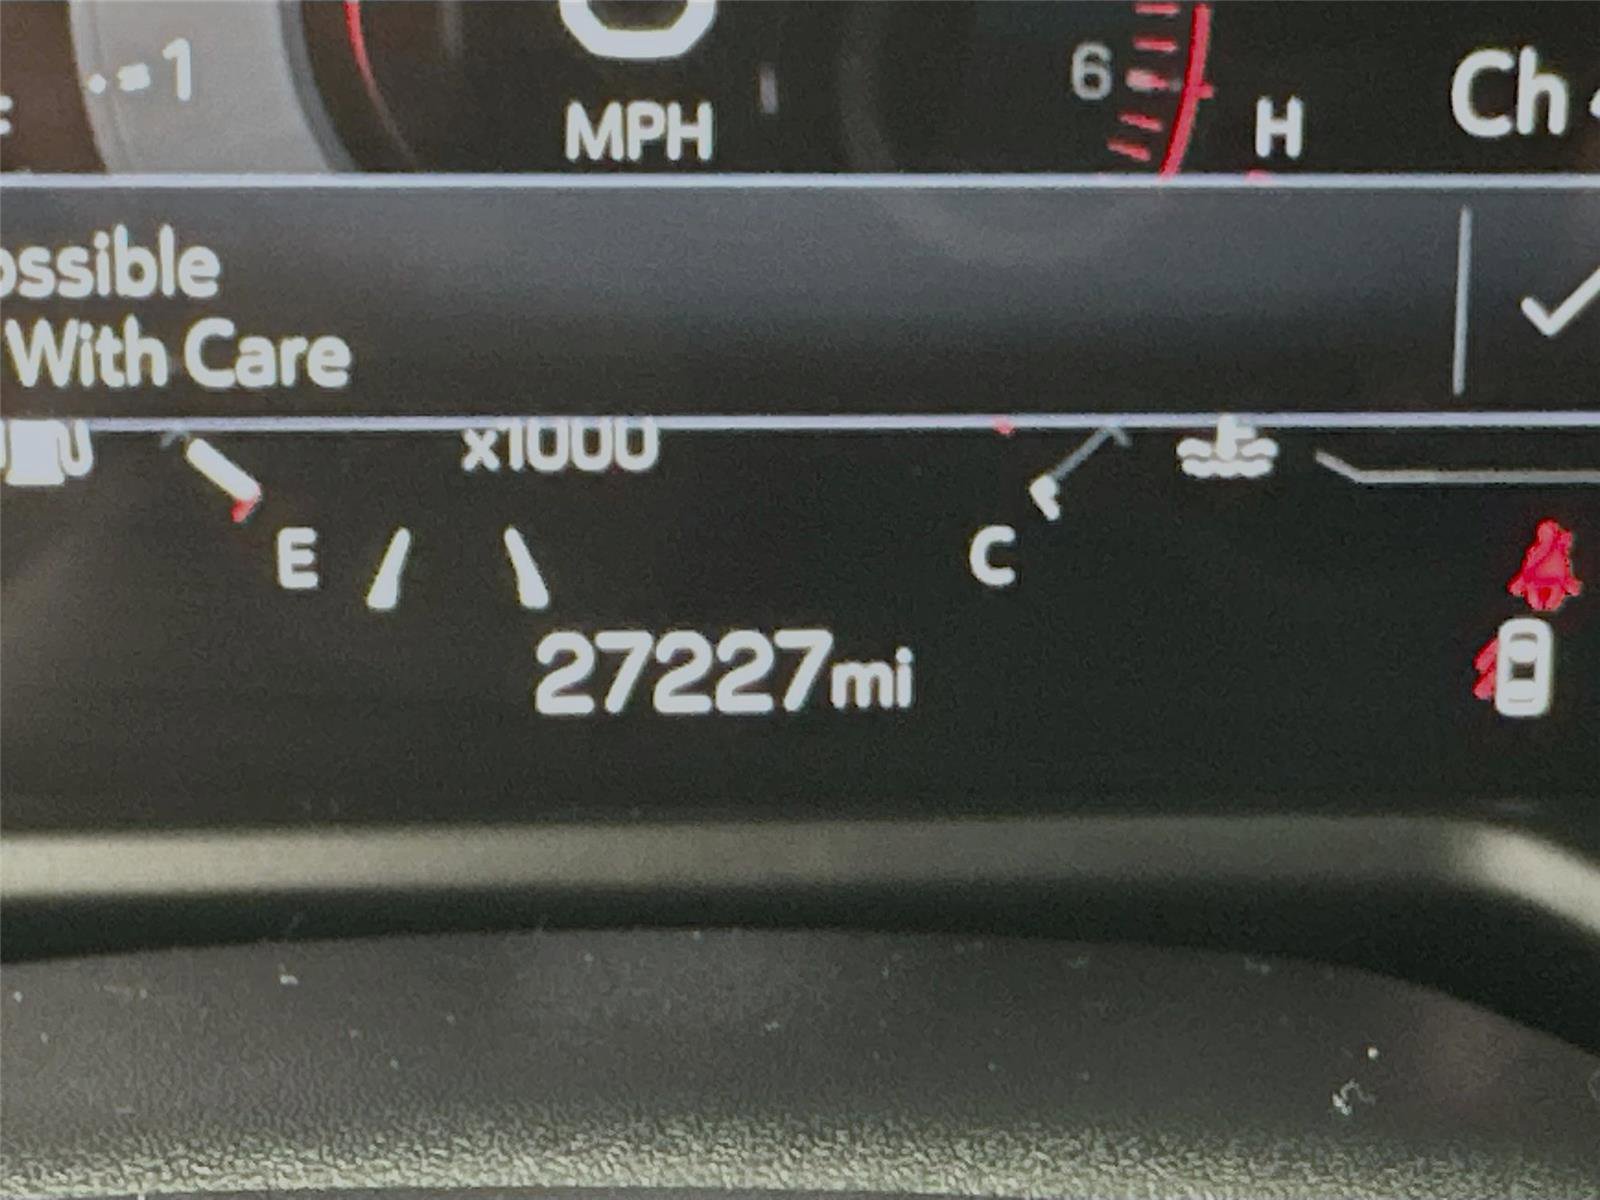 1
MPH
6
H
Ch
ossible
With Care
x1000
E
C
27227mi